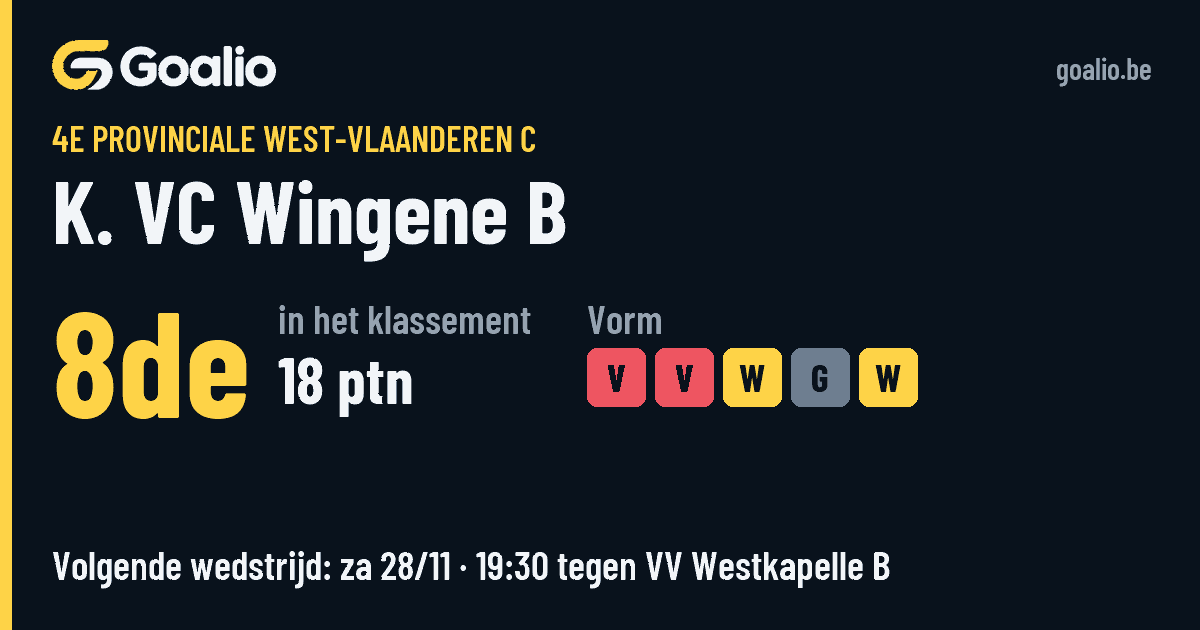 Goalio
goalio.be
4E PROVINCIALE WEST-VLAANDEREN C
K. VC Wingene B
8de
in het klassement
18 ptn
Vorm
V V W G W
Volgende wedstrijd: za 28/11 · 19:30 tegen VV Westkapelle B